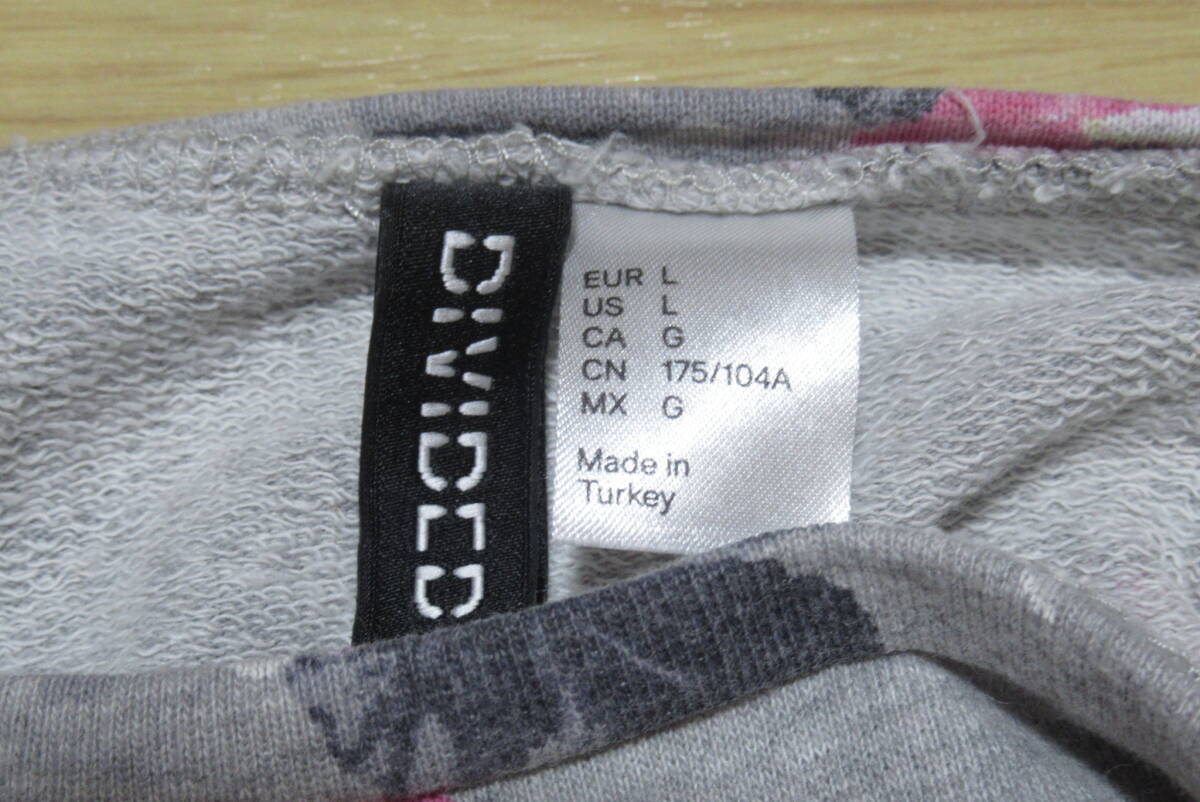 DIVIDED
EUR L
US L
CA G
CN 175/104A
MX G
Made in
Turkey